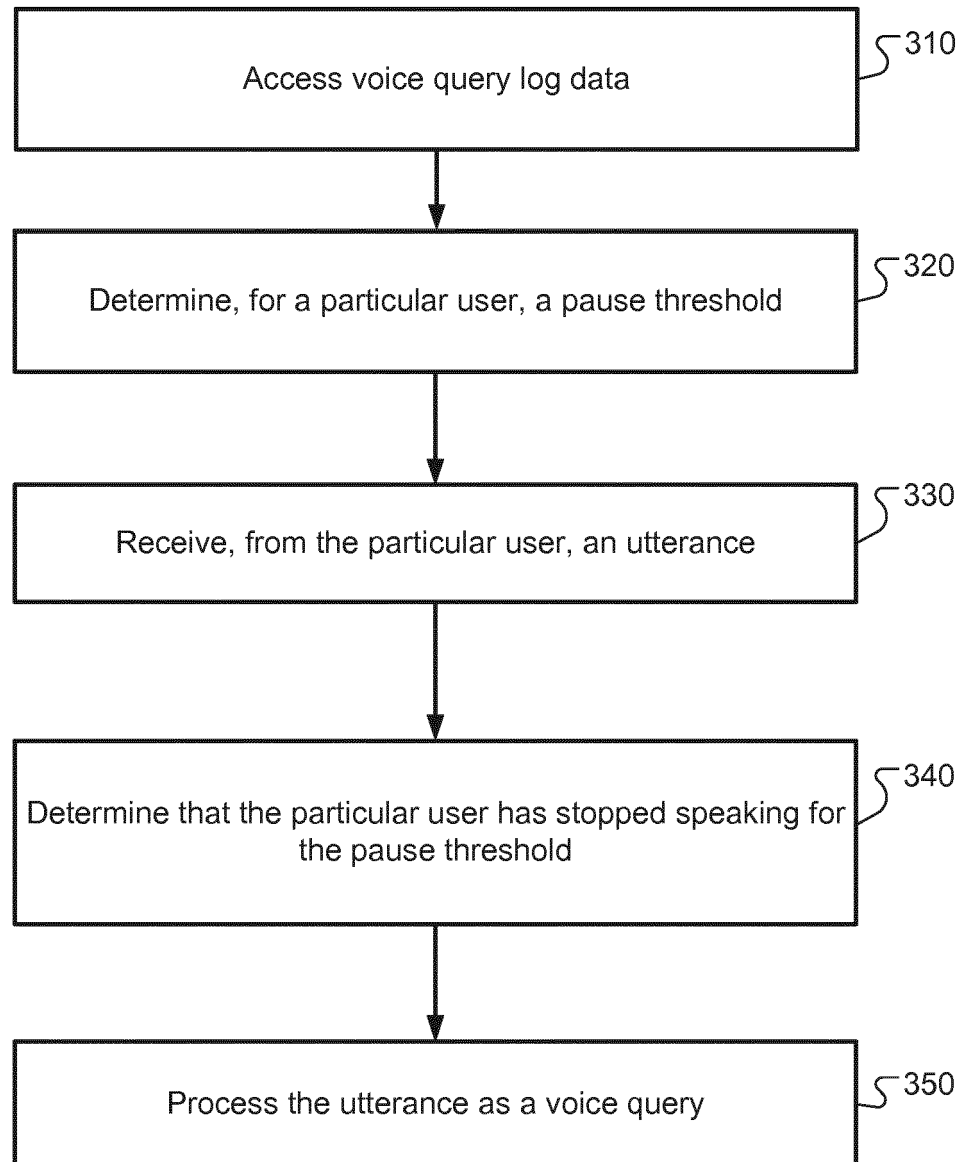 310
Access voice query log data
320
Determine, for a particular user, a pause threshold
330
Receive, from the particular user, an utterance
340
Determine that the particular user has stopped speaking for
the pause threshold
350
Process the utterance as a voice query